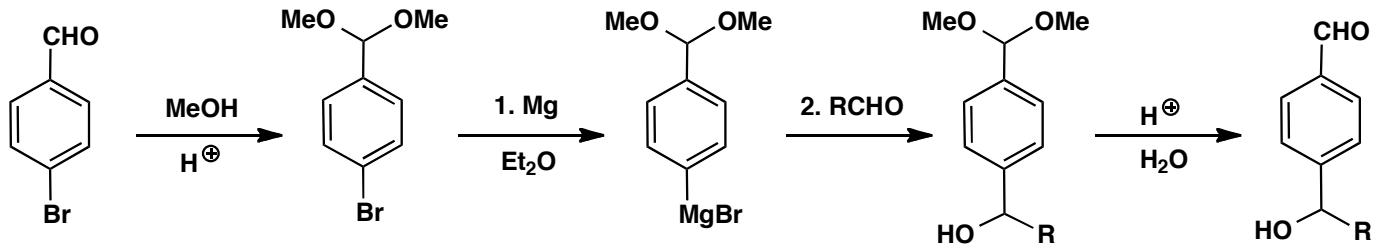 CHO
Br
MeOH
H⊕
MeO OMe
Br
1. Mg
Et₂O
MeO OMe
MgBr
2. RCHO
MeO OMe
HO R
H⊕
H₂O
CHO
HO R